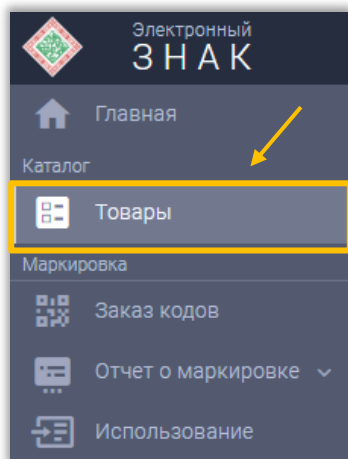 Электронный
ЗНАК
Главная
Каталог
Товары
Маркировка
Заказ кодов
Отчет о маркировке
Использование